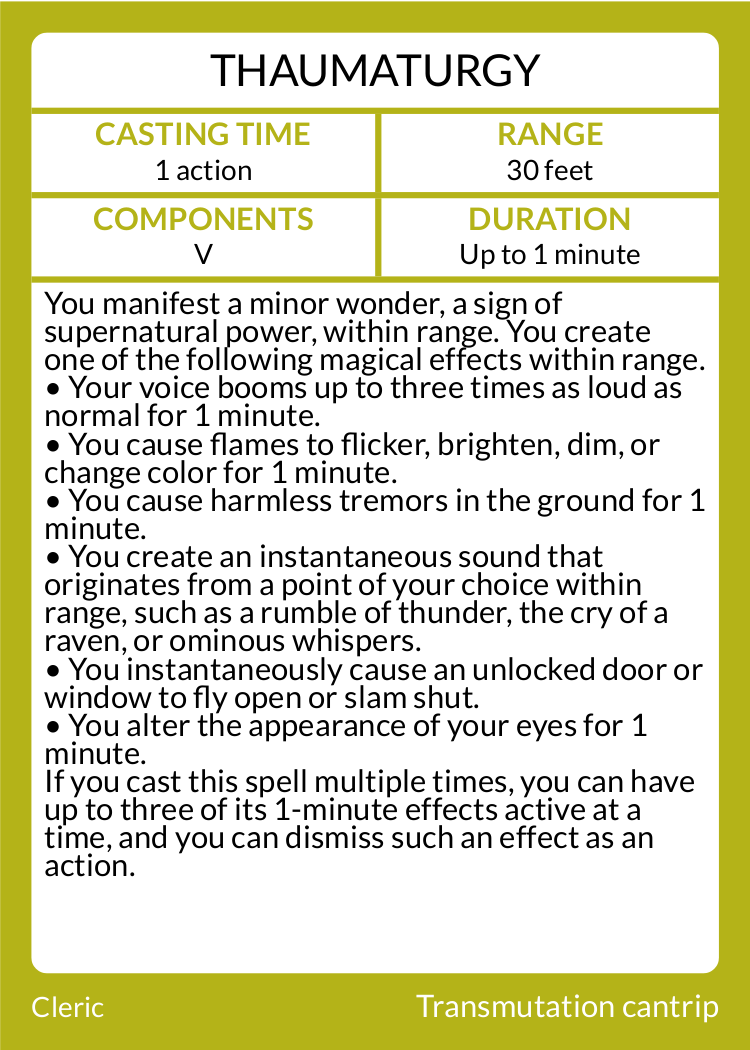 THAUMATURGY
CASTING TIME
1 action
RANGE
30 feet
COMPONENTS
V
DURATION
Up to 1 minute
You manifest a minor wonder, a sign of
supernatural power, within range. You create
one of the following magical effects within range.
• Your voice booms up to three times as loud as
normal for 1 minute.
• You cause flames to flicker, brighten, dim, or
change color for 1 minute.
• You cause harmless tremors in the ground for 1
minute.
• You create an instantaneous sound that
originates from a point of your choice within
range, such as a rumble of thunder, the cry of a
raven, or ominous whispers.
• You instantaneously cause an unlocked door or
window to fly open or slam shut.
• You alter the appearance of your eyes for 1
minute.
If you cast this spell multiple times, you can have
up to three of its 1-minute effects active at a
time, and you can dismiss such an effect as an
action.
Cleric
Transmutation cantrip